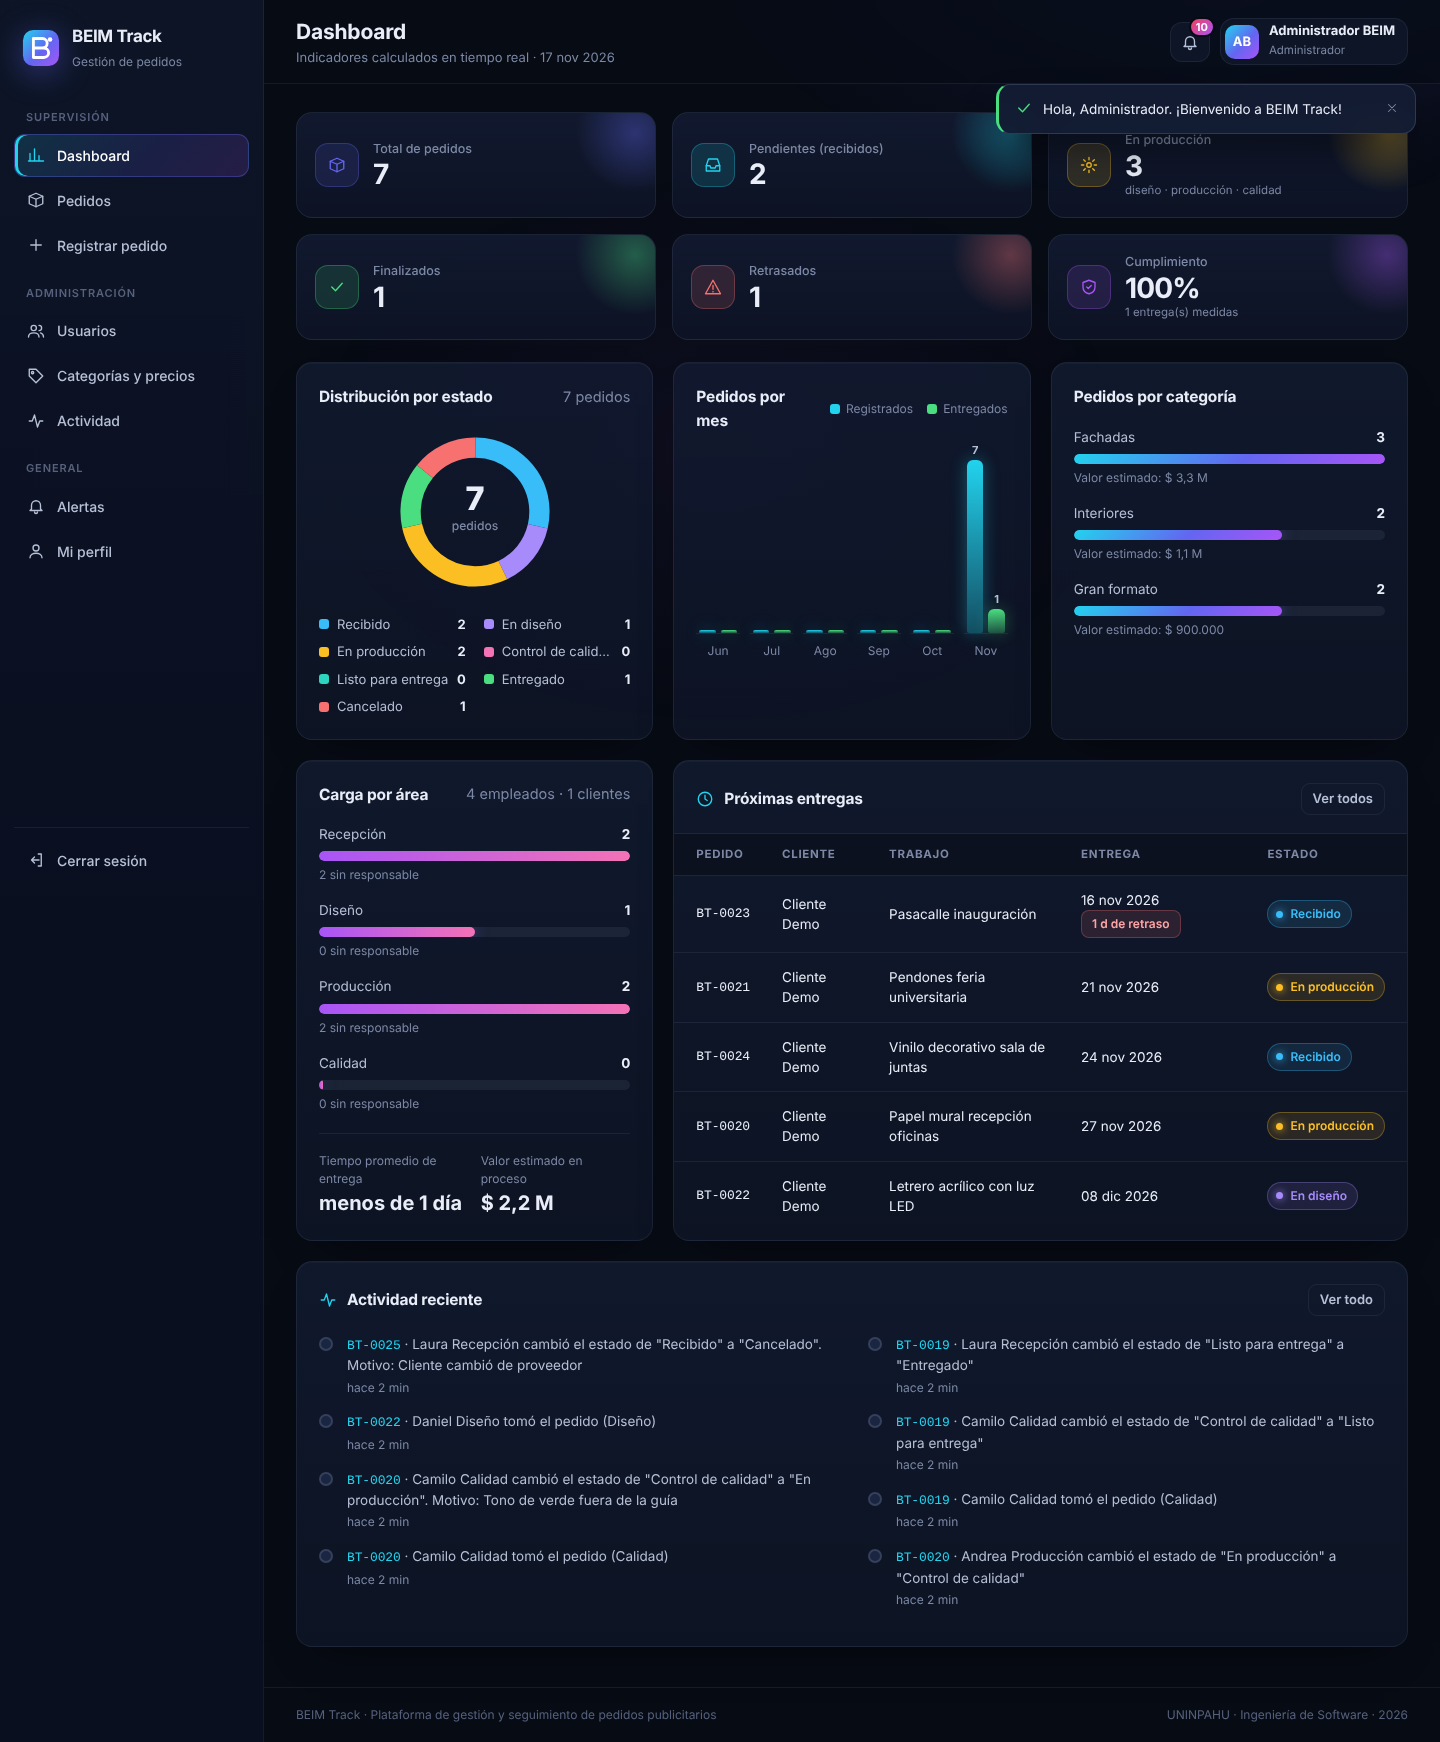 BEIM Track
Gestión de pedidos
SUPERVISIÓN
Dashboard
Pedidos
Registrar pedido
ADMINISTRACIÓN
Usuarios
Categorías y precios
Actividad
GENERAL
Alertas
Mi perfil
Cerrar sesión
Dashboard
Indicadores calculados en tiempo real · 17 nov 2026
10
AB
Administrador BEIM
Administrador
Hola, Administrador. ¡Bienvenido a BEIM Track!
Total de pedidos
7
Pendientes (recibidos)
2
En producción
3
diseño · producción · calidad
Finalizados
1
Retrasados
1
Cumplimiento
100%
1 entrega(s) medidas
Distribución por estado
7 pedidos
7
pedidos
Recibido 2
En diseño 1
En producción 2
Control de calid... 0
Listo para entrega 0
Entregado 1
Cancelado 1
Pedidos por
mes
Registrados
Entregados
7
1
Jun Jul Ago Sep Oct Nov
Pedidos por categoría
Fachadas 3
Valor estimado: $ 3,3 M
Interiores 2
Valor estimado: $ 1,1 M
Gran formato 2
Valor estimado: $ 900.000
Carga por área
4 empleados · 1 clientes
Recepción 2
2 sin responsable
Diseño 1
0 sin responsable
Producción 2
2 sin responsable
Calidad 0
0 sin responsable
Tiempo promedio de
entrega
menos de 1 día
Valor estimado en
proceso
$ 2,2 M
Próximas entregas
Ver todos
PEDIDO CLIENTE TRABAJO ENTREGA ESTADO
BT-0023
Cliente
Demo
Pasacalle inauguración
16 nov 2026
1 d de retraso
Recibido
BT-0021
Cliente
Demo
Pendones feria
universitaria
21 nov 2026
En producción
BT-0024
Cliente
Demo
Vinilo decorativo sala de
juntas
24 nov 2026
Recibido
BT-0020
Cliente
Demo
Papel mural recepción
oficinas
27 nov 2026
En producción
BT-0022
Cliente
Demo
Letrero acrílico con luz
LED
08 dic 2026
En diseño
Actividad reciente
Ver todo
BT-0025 · Laura Recepción cambió el estado de "Recibido" a "Cancelado".
Motivo: Cliente cambió de proveedor
hace 2 min
BT-0022 · Daniel Diseño tomó el pedido (Diseño)
hace 2 min
BT-0020 · Camilo Calidad cambió el estado de "Control de calidad" a "En
producción". Motivo: Tono de verde fuera de la guía
hace 2 min
BT-0020 · Camilo Calidad tomó el pedido (Calidad)
hace 2 min
BT-0019 · Laura Recepción cambió el estado de "Listo para entrega" a
"Entregado"
hace 2 min
BT-0019 · Camilo Calidad cambió el estado de "Control de calidad" a "Listo
para entrega"
hace 2 min
BT-0019 · Camilo Calidad tomó el pedido (Calidad)
hace 2 min
BT-0020 · Andrea Producción cambió el estado de "En producción" a
"Control de calidad"
hace 2 min
BEIM Track · Plataforma de gestión y seguimiento de pedidos publicitarios
UNINPAHU · Ingeniería de Software · 2026